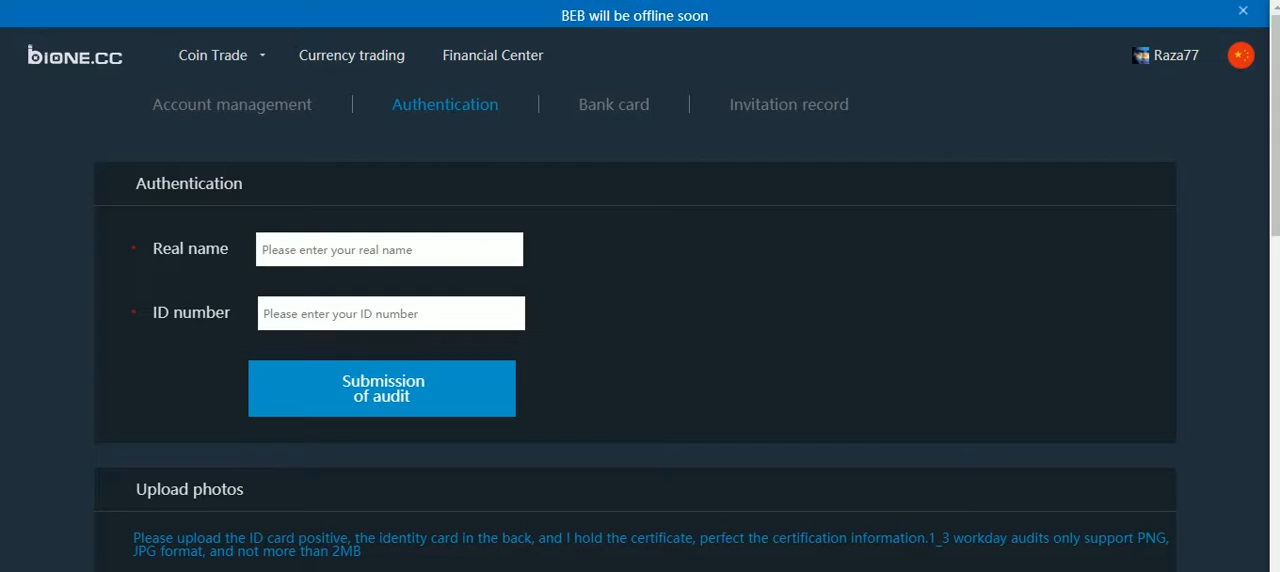 BEB will be offline soon
bIONE.CC
Coin Trade
Currency trading
Financial Center
Raza77
Account management
Authentication
Bank card
Invitation record
Authentication
* Real name
Please enter your real name
* ID number
Please enter your ID number
Submission
of audit
Upload photos
Please upload the ID card positive, the identity card in the back, and I hold the certificate, perfect the certification information.1_3 workday audits only support PNG,
JPG format, and not more than 2MB